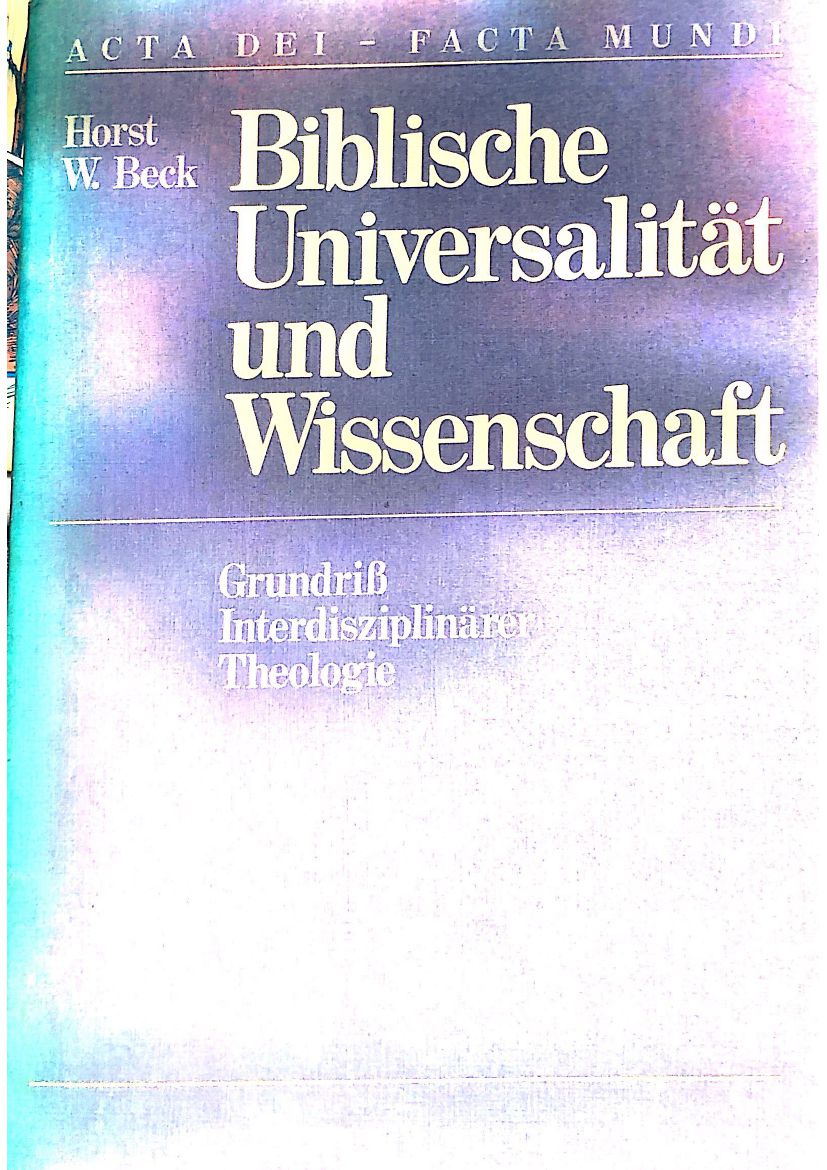 ACTA DEI – FACTA MUNDI
Horst
W. Beck
Biblische
Universalität
und
Wissenschaft
Grundriß
Interdisziplinärer
Theologie